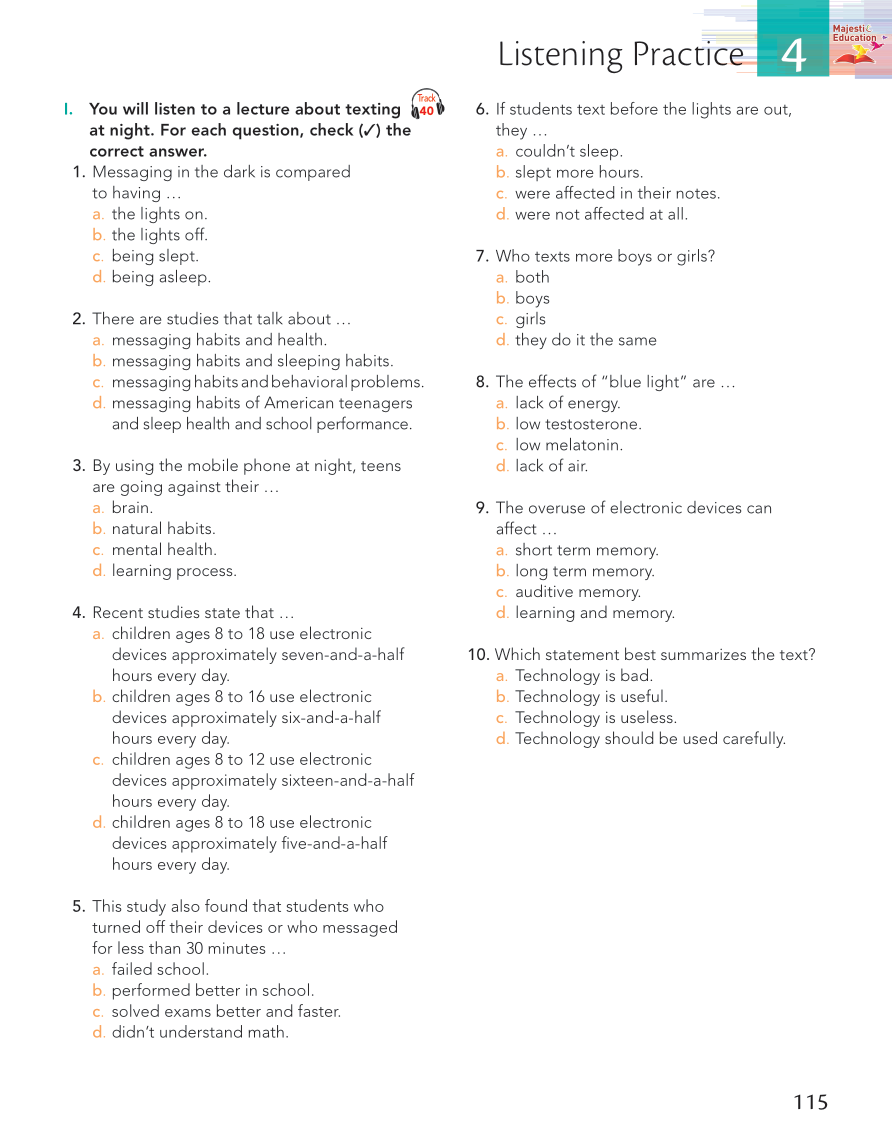 Listening Practice 4
Majestic
Education
I. You will listen to a lecture about texting
at night. For each question, check (✓) the
correct answer.
Track
40
1. Messaging in the dark is compared
to having …
a. the lights on.
b. the lights off.
c. being slept.
d. being asleep.
2. There are studies that talk about …
a. messaging habits and health.
b. messaging habits and sleeping habits.
c. messaging habits and behavioral problems.
d. messaging habits of American teenagers
and sleep health and school performance.
3. By using the mobile phone at night, teens
are going against their …
a. brain.
b. natural habits.
c. mental health.
d. learning process.
4. Recent studies state that …
a. children ages 8 to 18 use electronic
devices approximately seven-and-a-half
hours every day.
b. children ages 8 to 16 use electronic
devices approximately six-and-a-half
hours every day.
c. children ages 8 to 12 use electronic
devices approximately sixteen-and-a-half
hours every day.
d. children ages 8 to 18 use electronic
devices approximately five-and-a-half
hours every day.
5. This study also found that students who
turned off their devices or who messaged
for less than 30 minutes …
a. failed school.
b. performed better in school.
c. solved exams better and faster.
d. didn’t understand math.
6. If students text before the lights are out,
they …
a. couldn’t sleep.
b. slept more hours.
c. were affected in their notes.
d. were not affected at all.
7. Who texts more boys or girls?
a. both
b. boys
c. girls
d. they do it the same
8. The effects of “blue light” are …
a. lack of energy.
b. low testosterone.
c. low melatonin.
d. lack of air.
9. The overuse of electronic devices can
affect …
a. short term memory.
b. long term memory.
c. auditive memory.
d. learning and memory.
10. Which statement best summarizes the text?
a. Technology is bad.
b. Technology is useful.
c. Technology is useless.
d. Technology should be used carefully.
115